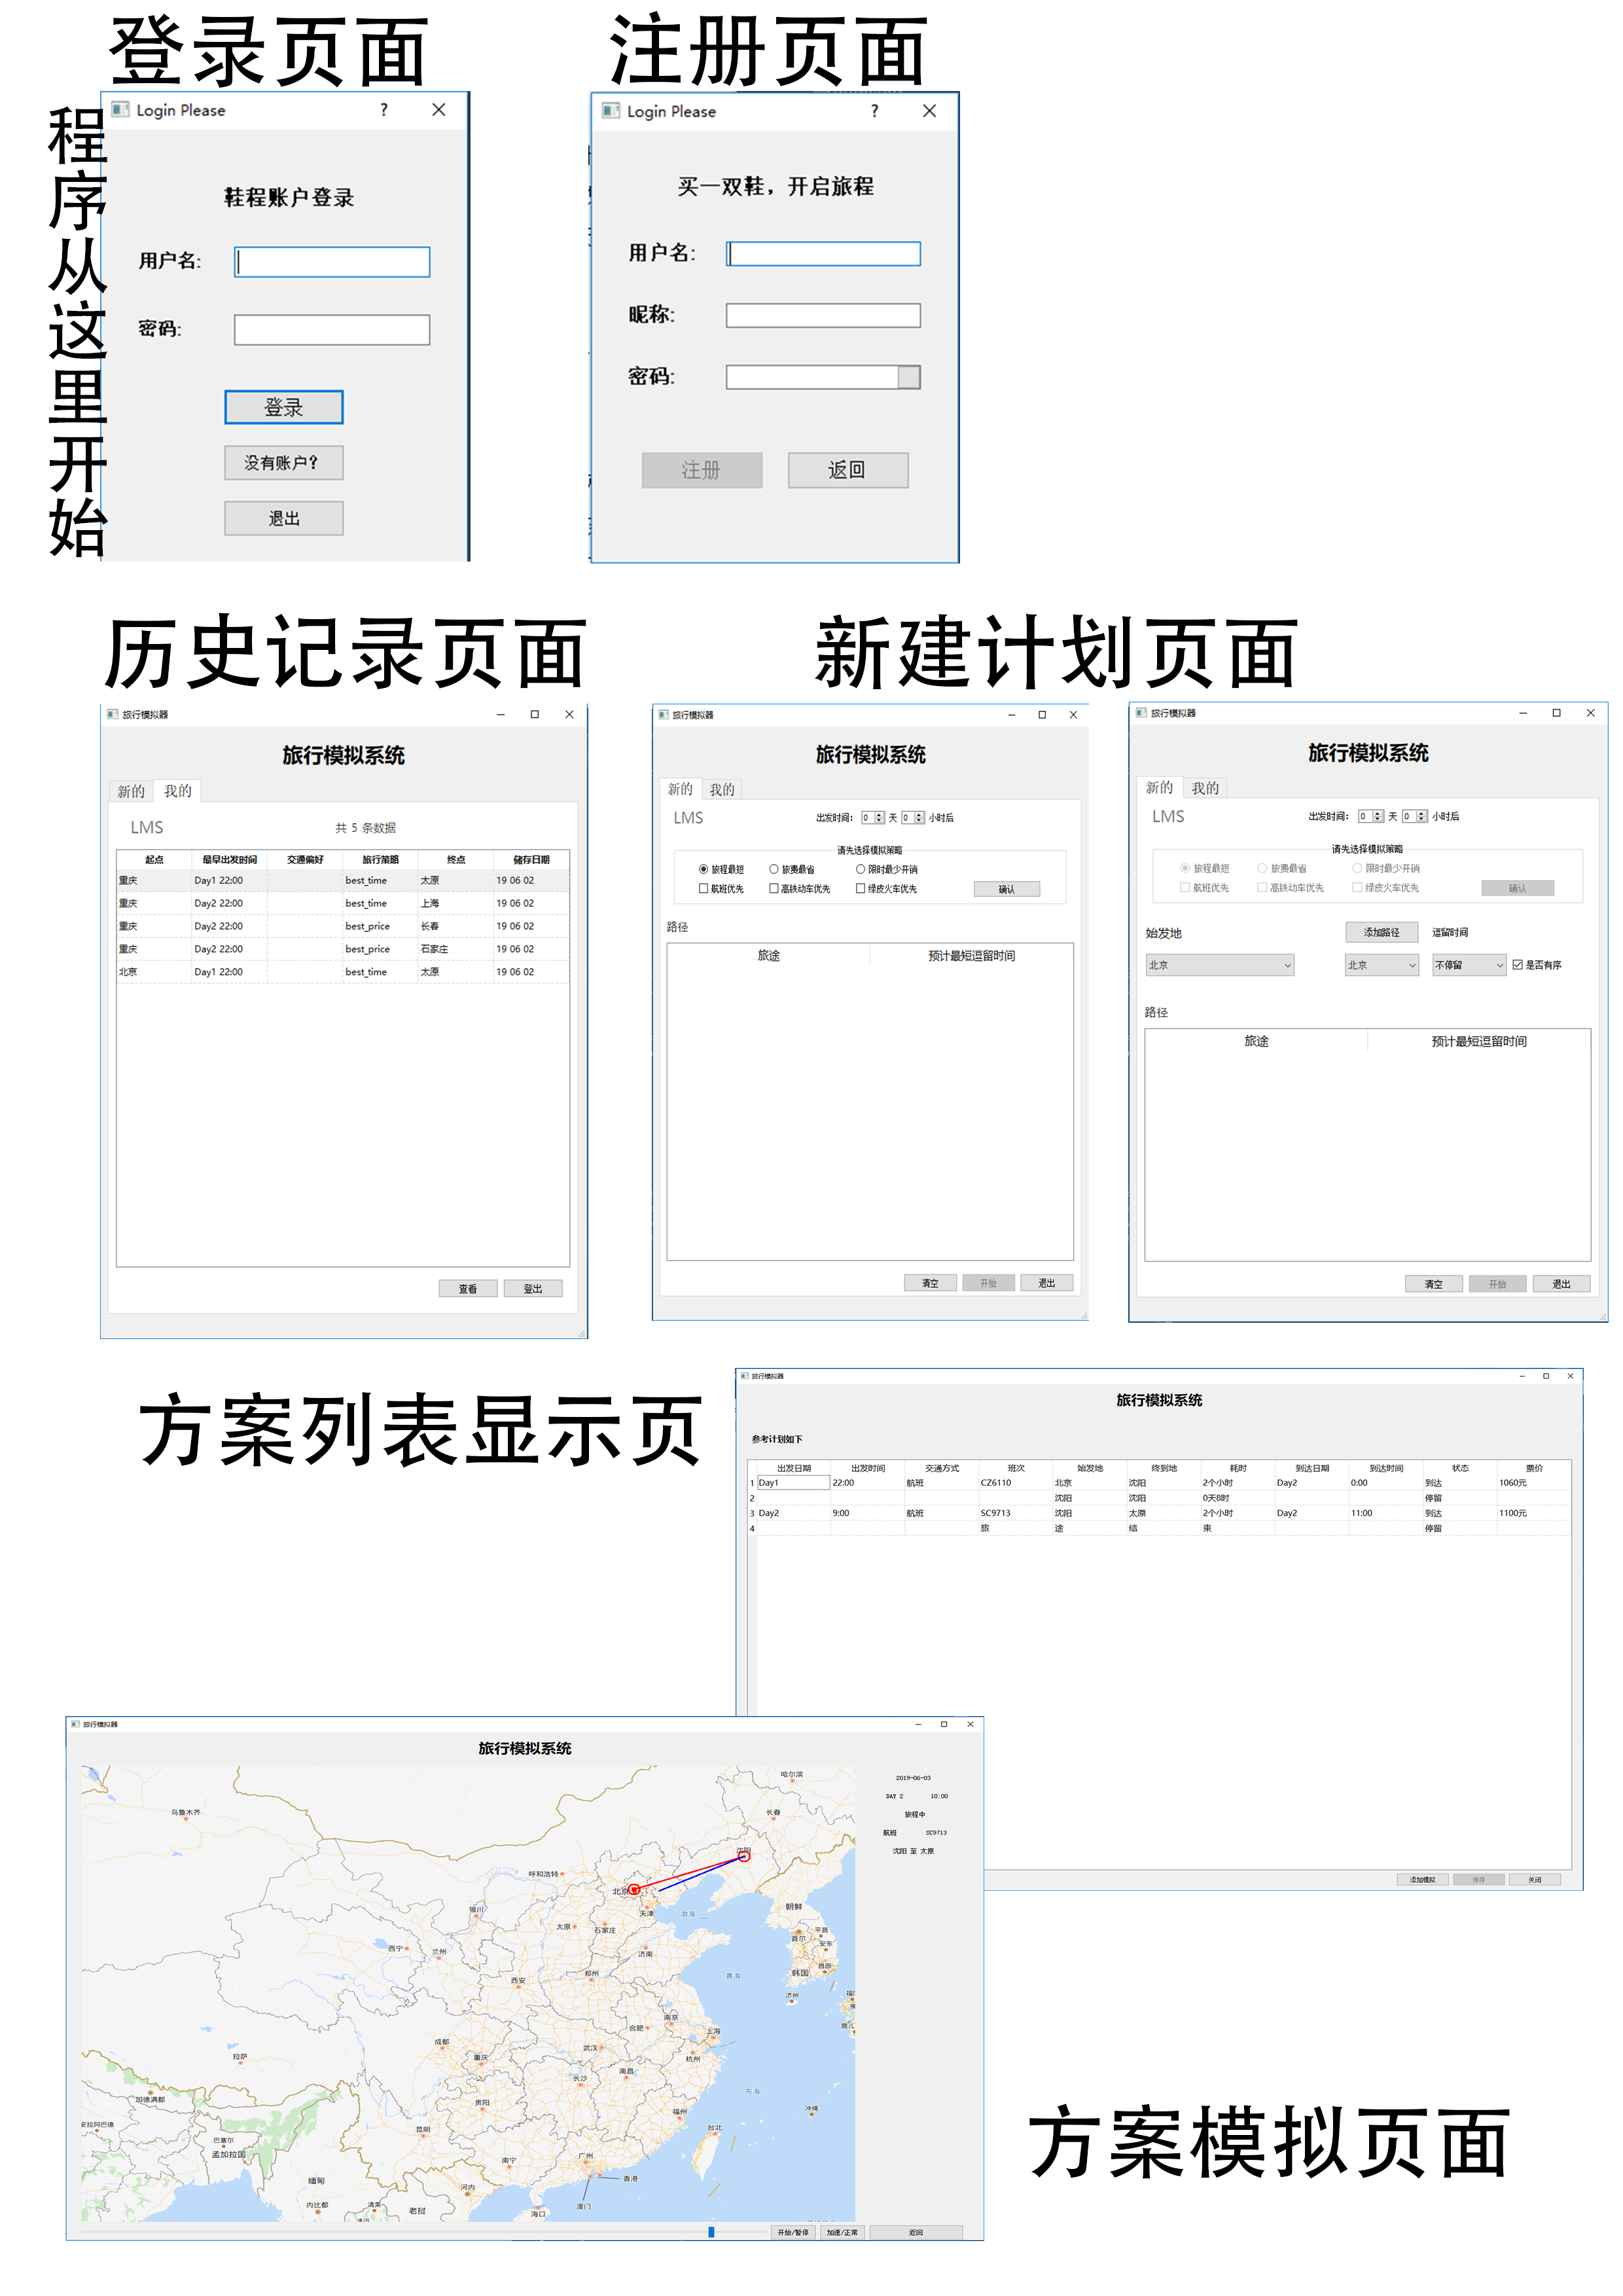 登录页面
注册页面
程序从这里开始
Login Please
鞋程账户登录
用户名:
密码:
登录
没有账户?
退出
Login Please
买一双鞋，开启旅程
用户名:
昵称:
密码:
注册 返回
历史记录页面
新建计划页面
旅行模拟器
旅行模拟系统
新的 我的
LMS 共 5 条数据
起点 最早出发时间 交通偏好 旅行策略 终点 储存日期
重庆 Day1 22:00 best_time 太原 19 06 02
重庆 Day2 22:00 best_time 上海 19 06 02
重庆 Day2 22:00 best_price 长春 19 06 02
重庆 Day2 22:00 best_price 石家庄 19 06 02
北京 Day1 22:00 best_time 太原 19 06 02
查看 登出
旅行模拟器
旅行模拟系统
新的 我的
LMS 出发时间: 0 天 0 小时后
请先选择模拟策略
旅程最短 旅费最省 限时最少开销
航班优先 高铁动车优先 绿皮火车优先 确认
路径
旅途 预计最短逗留时间
清空 开始 退出
旅行模拟器
旅行模拟系统
新的 我的
LMS 出发时间: 0 天 0 小时后
请先选择模拟策略
旅程最短 旅费最省 限时最少开销
航班优先 高铁动车优先 绿皮火车优先 确认
始发地 添加路径 逗留时间
北京 北京 不停留 是否有序
路径
旅途 预计最短逗留时间
清空 开始 退出
方案列表显示页
旅行模拟器
旅行模拟系统
参考计划如下
出发日期 出发时间 交通方式 班次 始发地 终到地 耗时 到达日期 到达时间 状态 票价
1 Day1 22:00 航班 CZ6110 北京 沈阳 2个小时 Day2 0:00 到达 1060元
2 沈阳 沈阳 0天8时 停留
3 Day2 9:00 航班 SC9713 沈阳 太原 2个小时 Day2 11:00 到达 1100元
4 旅 途 结 束 停留
添加模拟 保存 关闭
旅行模拟器
旅行模拟系统
2019-06-03
DAY 2 10:00
旅程中
航班 SC9713
沈阳 至 太原
哈尔滨
长春
乌鲁木齐
沈阳
呼和浩特
北京
天津
渤海
银川
太原
石家庄
朝鲜
平昌
首尔
安东
西宁
兰州
济南
昌原
韩国
黄海
郑州
西安
济州
南京
合肥
上海
成都
武汉
杭州
重庆
拉萨
南昌
长沙
东海
加德满都
贵阳
冲绳
福州
昆明
台北
巴塞尔
孟加拉国
广州
南宁
香港
缅甸
河内
澳门
内比都
清莱
老挝
海口
开始/暂停 加速/正常 返回
方案模拟页面